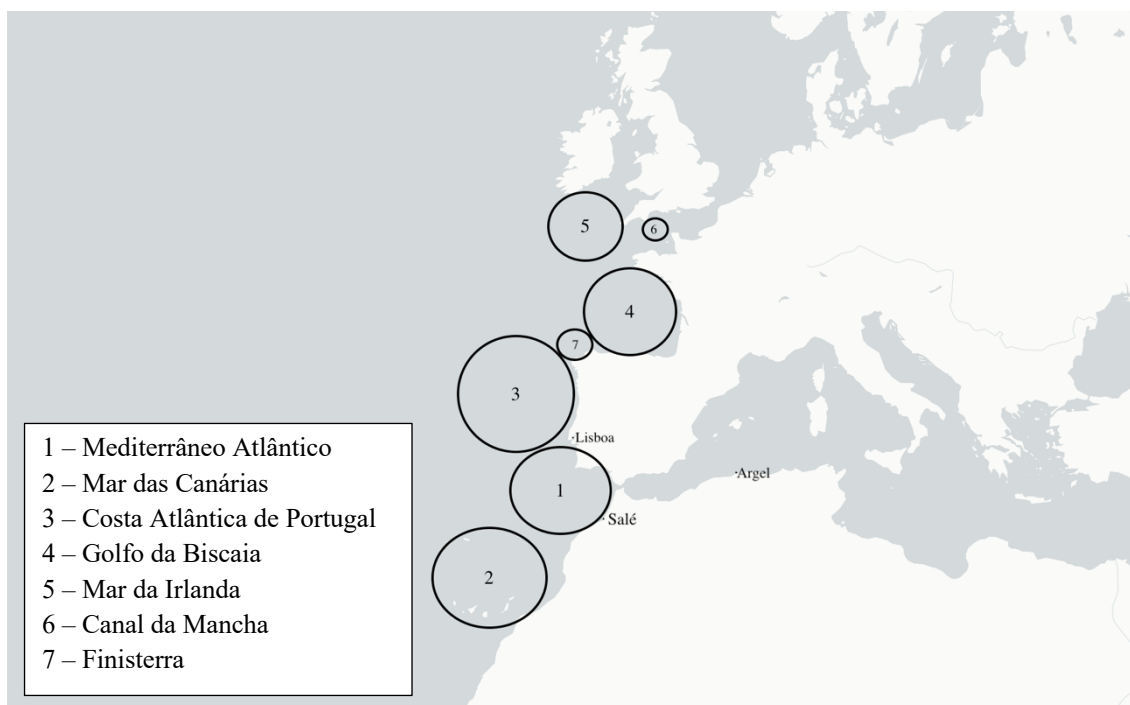 5
6
4
7
3
·Lisboa
1
·Argel
·Salé
2
1 – Mediterrâneo Atlântico
2 – Mar das Canárias
3 – Costa Atlântica de Portugal
4 – Golfo da Biscaia
5 – Mar da Irlanda
6 – Canal da Mancha
7 – Finisterra